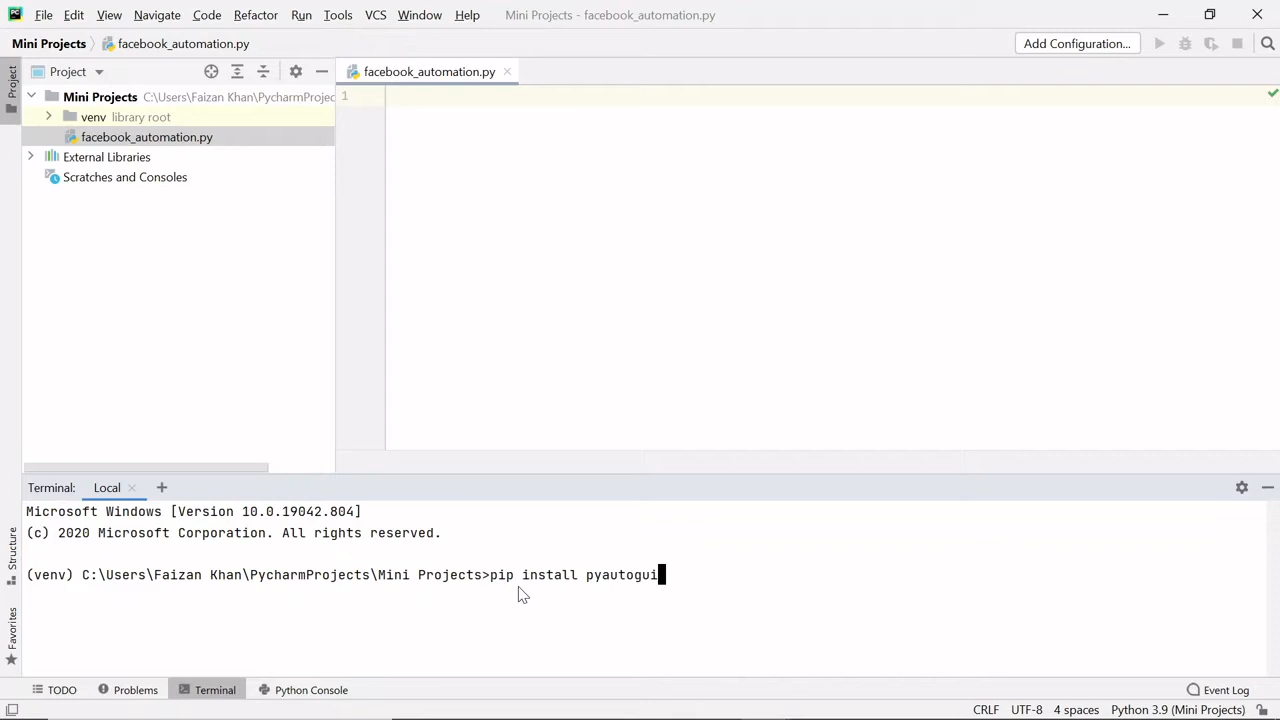 PC File Edit View Navigate Code Refactor Run Tools VCS Window Help Mini Projects - facebook_automation.py
Mini Projects facebook_automation.py Add Configuration...
Project
Project
facebook_automation.py
Mini Projects C:\Users\Faizan Khan\PycharmProjec
1
venv library root
facebook_automation.py
External Libraries
Scratches and Consoles
Terminal: Local +
Microsoft Windows [Version 10.0.19042.804]
(c) 2020 Microsoft Corporation. All rights reserved.
(venv) C:\Users\Faizan Khan\PycharmProjects\Mini Projects>pip install pyautogui
Structure
Favorites
TODO Problems Terminal Python Console Event Log
CRLF UTF-8 4 spaces Python 3.9 (Mini Projects)